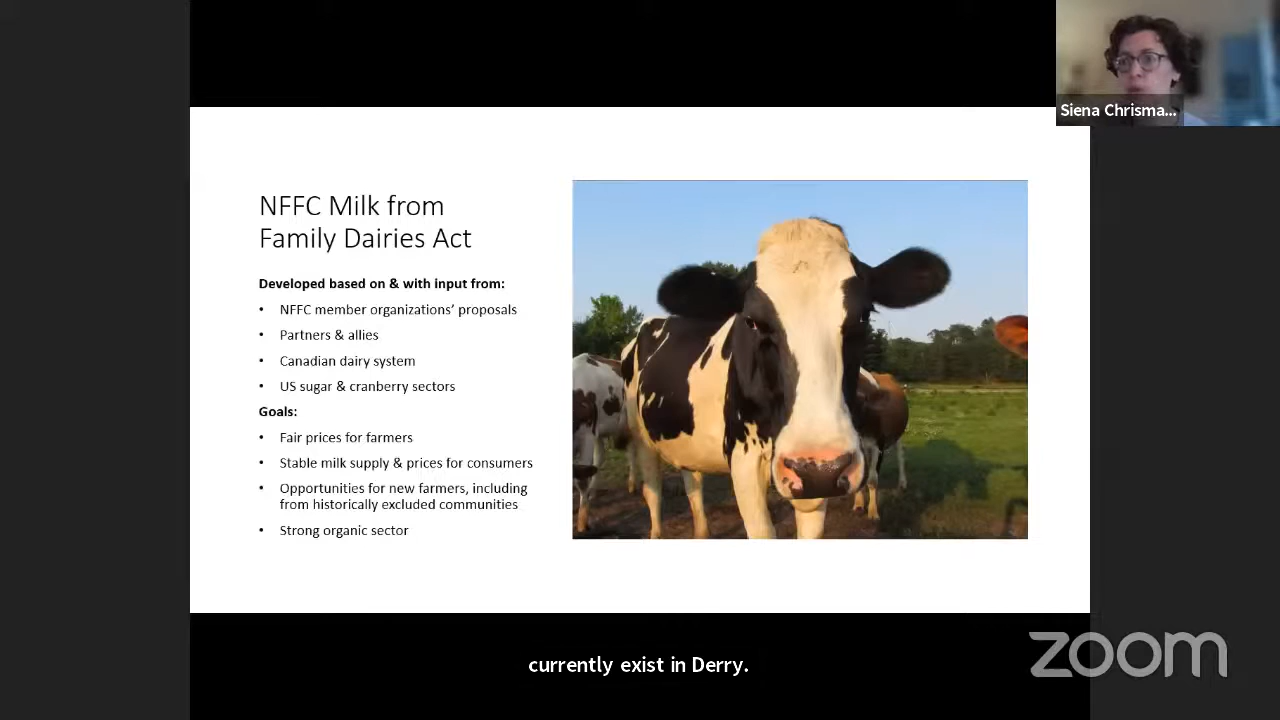 Siena Chrisma...
NFFC Milk from
Family Dairies Act
Developed based on & with input from:
• NFFC member organizations’ proposals
• Partners & allies
• Canadian dairy system
• US sugar & cranberry sectors
Goals:
• Fair prices for farmers
• Stable milk supply & prices for consumers
• Opportunities for new farmers, including
from historically excluded communities
• Strong organic sector
currently exist in Derry.
zoom